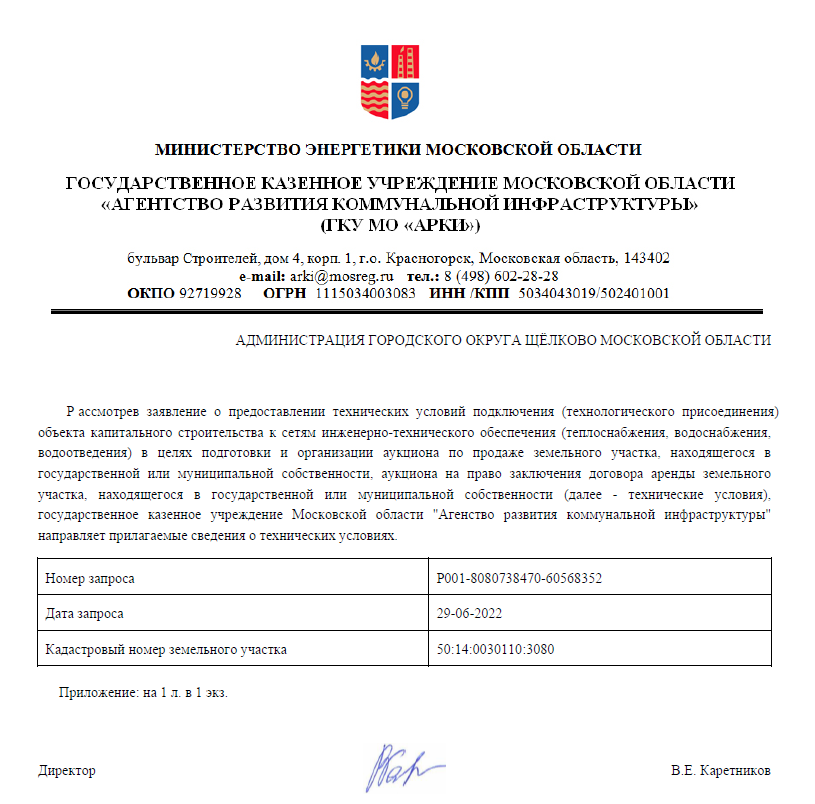 МИНИСТЕРСТВО ЭНЕРГЕТИКИ МОСКОВСКОЙ ОБЛАСТИ
ГОСУДАРСТВЕННОЕ КАЗЕННОЕ УЧРЕЖДЕНИЕ МОСКОВСКОЙ ОБЛАСТИ
«АГЕНТСТВО РАЗВИТИЯ КОММУНАЛЬНОЙ ИНФРАСТРУКТУРЫ»
(ГКУ МО «АРКИ»)
бульвар Строителей, дом 4, корп. 1, г.о. Красногорск, Московская область, 143402
e-mail: arki@mosreg.ru тел.: 8 (498) 602-28-28
ОКПО 92719928 ОГРН 1115034003083 ИНН /КПП 5034043019/502401001
АДМИНИСТРАЦИЯ ГОРОДСКОГО ОКРУГА ЩЁЛКОВО МОСКОВСКОЙ ОБЛАСТИ
Рассмотрев заявление о предоставлении технических условий подключения (технологического присоединения)
объекта капитального строительства к сетям инженерно-технического обеспечения (теплоснабжения, водоснабжения,
водоотведения) в целях подготовки и организации аукциона по продаже земельного участка, находящегося в
государственной или муниципальной собственности, аукциона на право заключения договора аренды земельного
участка, находящегося в государственной или муниципальной собственности (далее - технические условия),
государственное казенное учреждение Московской области "Агенство развития коммунальной инфраструктуры"
направляет прилагаемые сведения о технических условиях.
Номер запроса P001-8080738470-60568352
Дата запроса 29-06-2022
Кадастровый номер земельного участка 50:14:0030110:3080
Приложение: на 1 л. в 1 экз.
Директор В.Е. Каретников